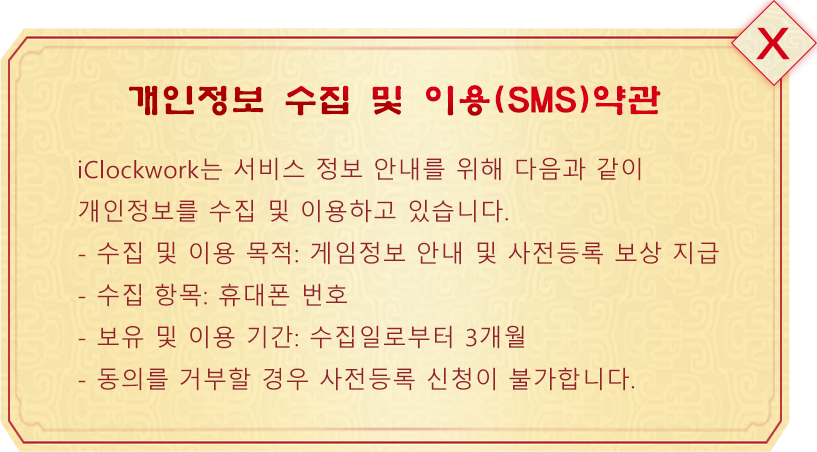 X
개인정보 수집 및 이용(SMS)약관
iClockwork는 서비스 정보 안내를 위해 다음과 같이
개인정보를 수집 및 이용하고 있습니다.
- 수집 및 이용 목적: 게임정보 안내 및 사전등록 보상 지급
- 수집 항목: 휴대폰 번호
- 보유 및 이용 기간: 수집일로부터 3개월
- 동의를 거부할 경우 사전등록 신청이 불가합니다.